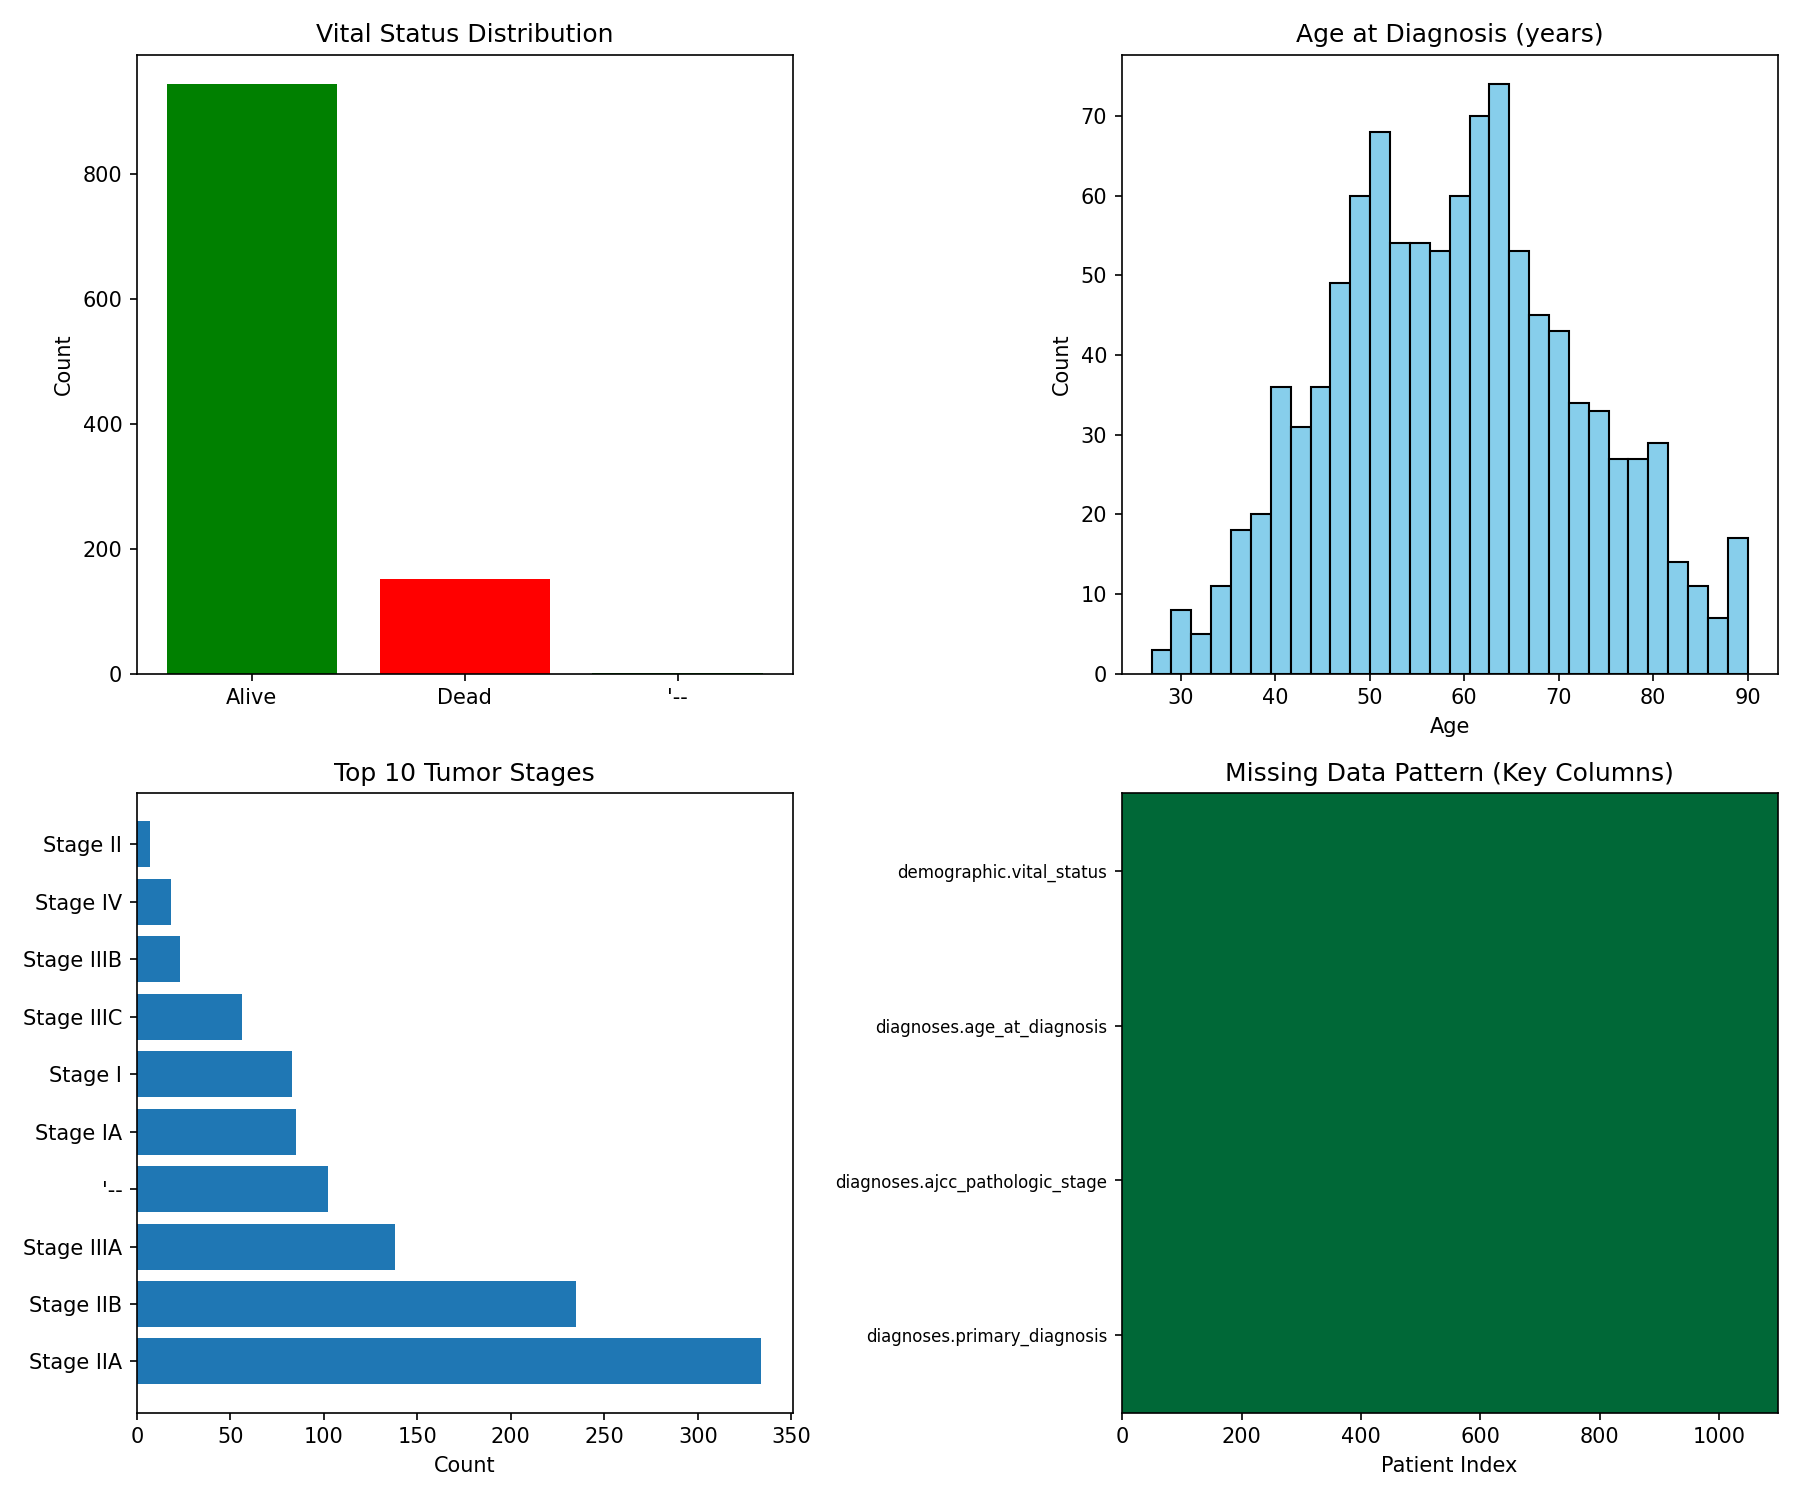 Vital Status Distribution
Count
800
600
400
200
0
Alive Dead '--
Age at Diagnosis (years)
Count
70
60
50
40
30
20
10
0
30 40 50 60 70 80 90
Age
Top 10 Tumor Stages
Stage II
Stage IV
Stage IIIB
Stage IIIC
Stage I
Stage IA
'--
Stage IIIA
Stage IIB
Stage IIA
0 50 100 150 200 250 300 350
Count
Missing Data Pattern (Key Columns)
demographic.vital_status
diagnoses.age_at_diagnosis
diagnoses.ajcc_pathologic_stage
diagnoses.primary_diagnosis
0 200 400 600 800 1000
Patient Index